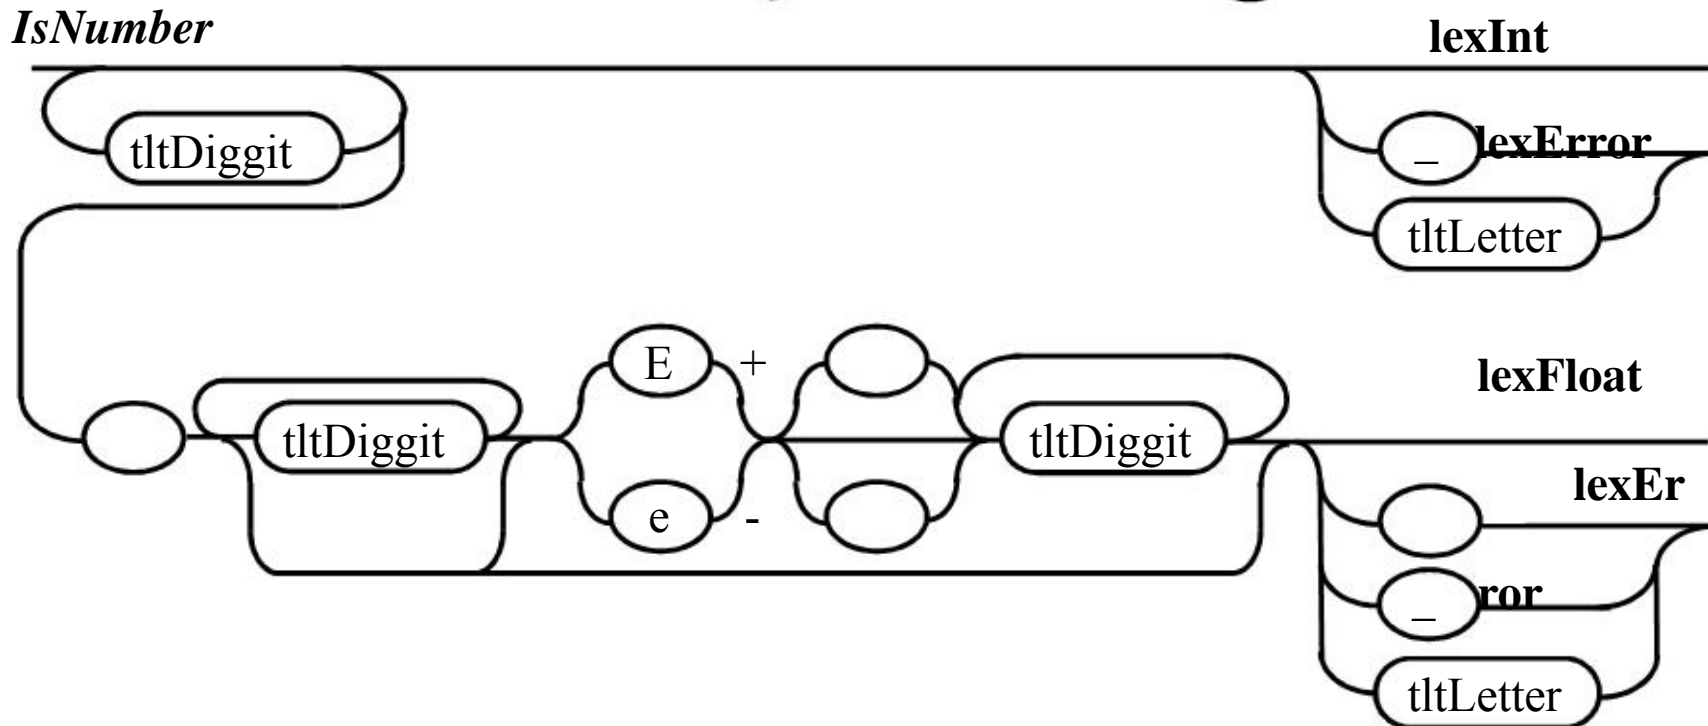 IsNumber
lexInt
tltDiggit
_
lexError
tltLetter
E +
lexFloat
tltDiggit
tltDiggit
lexEr
e -
_
ror
tltLetter